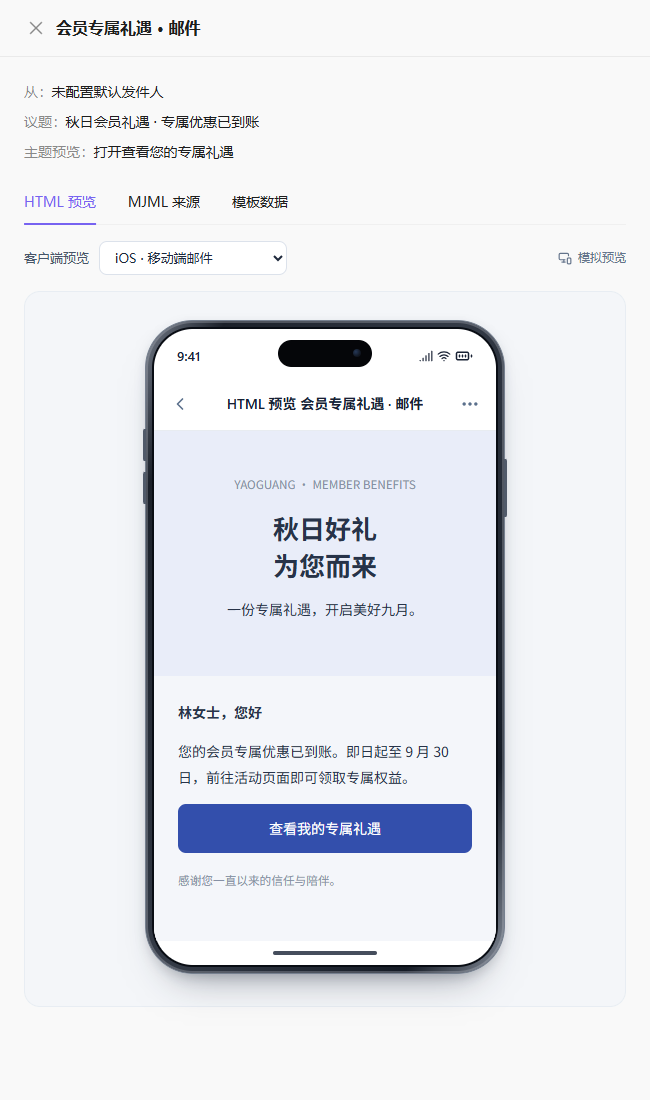 会员专属礼遇 • 邮件
从：未配置默认发件人
议题：秋日会员礼遇 · 专属优惠已到账
主题预览：打开查看您的专属礼遇
HTML 预览 MJML 来源 模板数据
客户端预览 iOS · 移动端邮件 模拟预览
9:41
HTML 预览 会员专属礼遇 · 邮件
YAOGUANG · MEMBER BENEFITS
秋日好礼
为您而来
一份专属礼遇，开启美好九月。
林女士，您好
您的会员专属优惠已到账。即日起至 9 月 30
日，前往活动页面即可领取专属权益。
查看我的专属礼遇
感谢您一直以来的信任与陪伴。